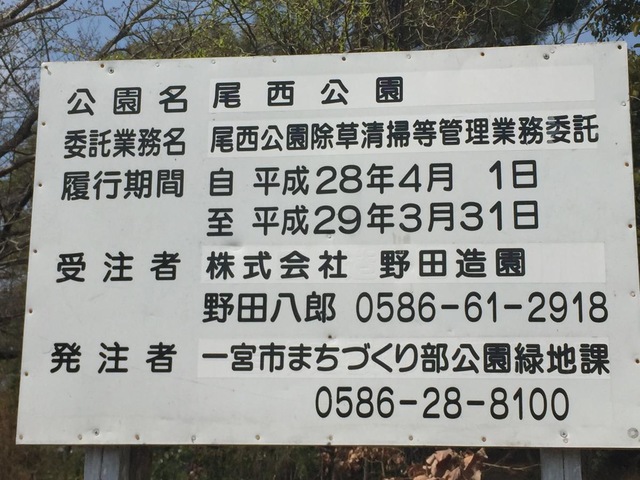 公園名 尾西公園
委託業務名 尾西公園除草清掃等管理業務委託
履行期間 自 平成28年4月 1日
至 平成29年3月31日
受注者 株式会社 野田造園
野田八郎 0586-61-2918
発注者 一宮市まちづくり部公園緑地課
0586-28-8100